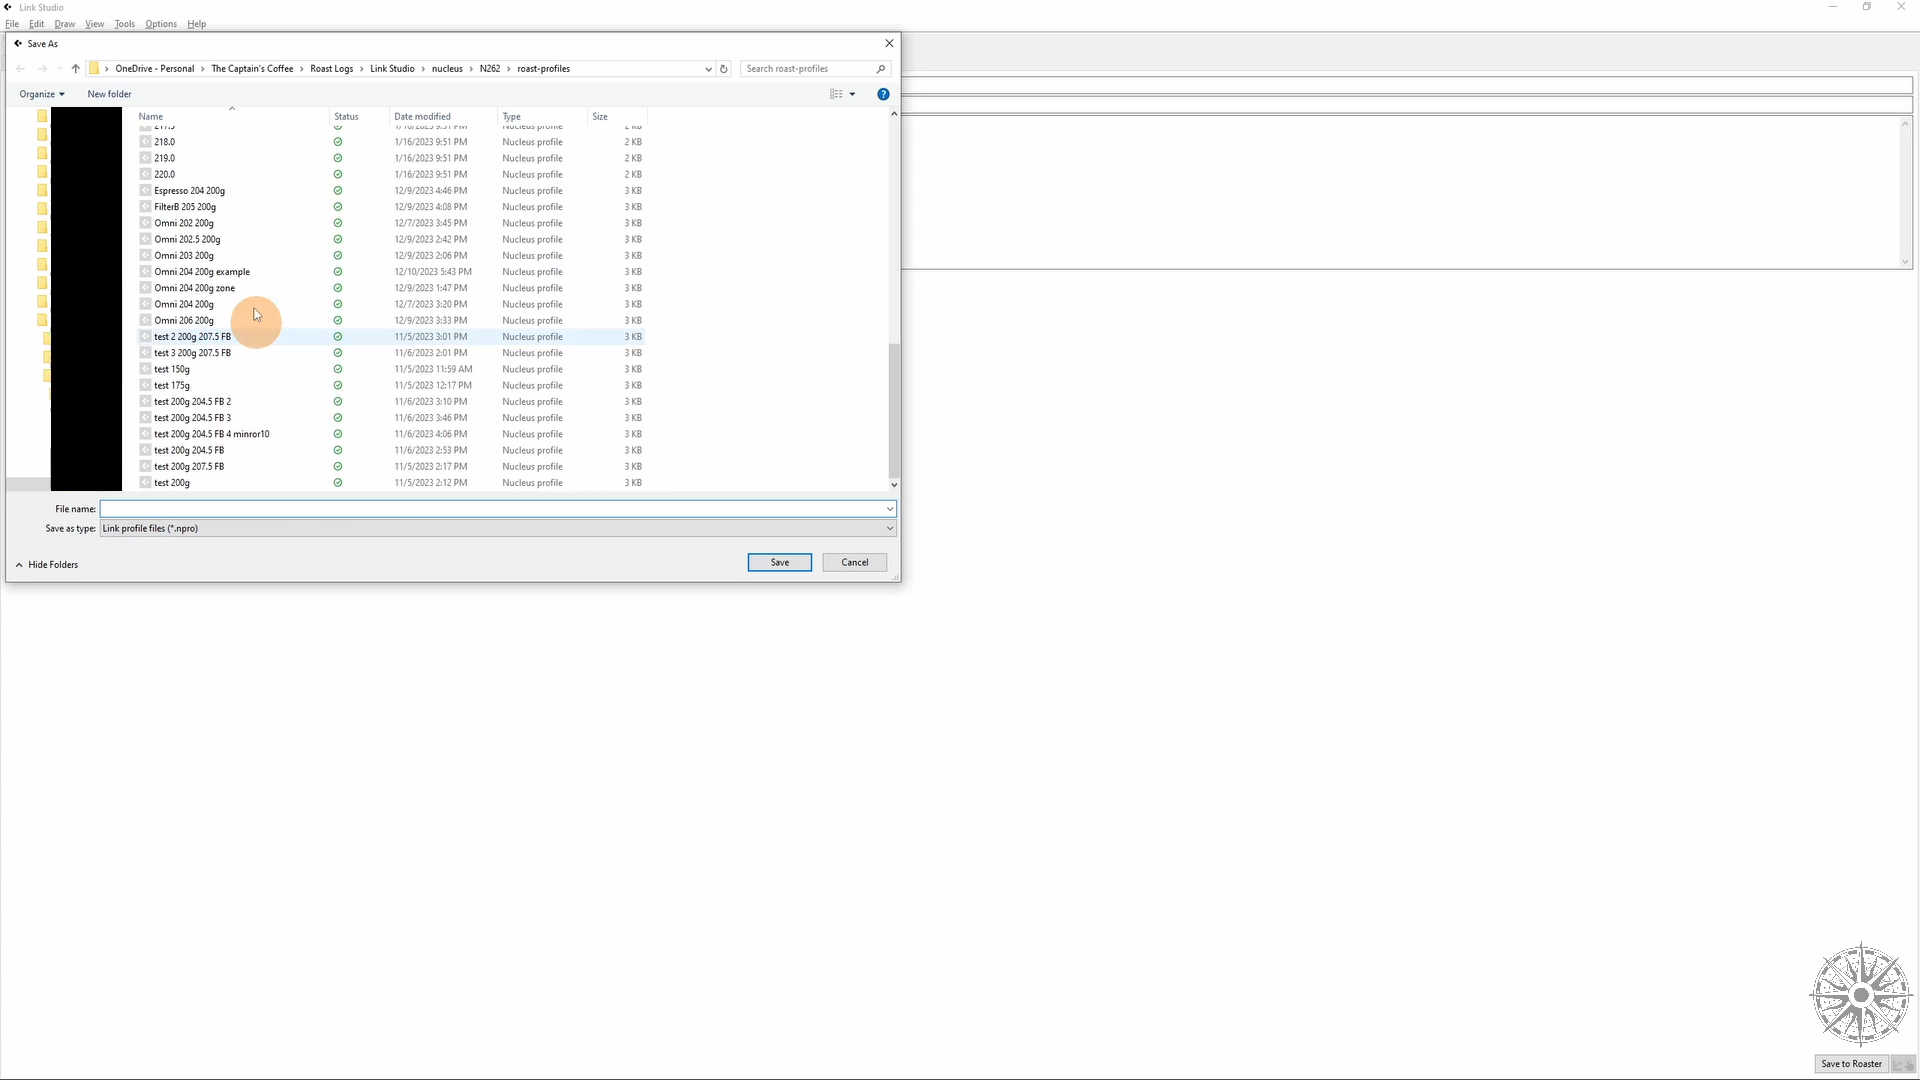 Link Studio
File Edit Draw View Tools Options Help
Save As
OneDrive - Personal > The Captain's Coffee > Roast Logs > Link Studio > nucleus > N262 > roast-profiles
Search roast-profiles
Organize New folder
Name Status Date modified Type Size
217.5 1/16/2023 9:51 PM Nucleus profile 2 KB
218.0 1/16/2023 9:51 PM Nucleus profile 2 KB
219.0 1/16/2023 9:51 PM Nucleus profile 2 KB
220.0 1/16/2023 9:51 PM Nucleus profile 2 KB
Espresso 204 200g 12/9/2023 4:46 PM Nucleus profile 3 KB
FilterB 205 200g 12/9/2023 4:08 PM Nucleus profile 3 KB
Omni 202 200g 12/7/2023 3:45 PM Nucleus profile 3 KB
Omni 202.5 200g 12/9/2023 2:42 PM Nucleus profile 3 KB
Omni 203 200g 12/9/2023 2:06 PM Nucleus profile 3 KB
Omni 204 200g example 12/10/2023 5:43 PM Nucleus profile 3 KB
Omni 204 200g zone 12/9/2023 1:47 PM Nucleus profile 3 KB
Omni 204 200g 12/7/2023 3:20 PM Nucleus profile 3 KB
Omni 206 200g 12/9/2023 3:33 PM Nucleus profile 3 KB
test 2 200g 207.5 FB 11/5/2023 3:01 PM Nucleus profile 3 KB
test 3 200g 207.5 FB 11/6/2023 2:01 PM Nucleus profile 3 KB
test 150g 11/5/2023 11:59 AM Nucleus profile 3 KB
test 175g 11/5/2023 12:17 PM Nucleus profile 3 KB
test 200g 204.5 FB 2 11/6/2023 3:10 PM Nucleus profile 3 KB
test 200g 204.5 FB 3 11/6/2023 3:46 PM Nucleus profile 3 KB
test 200g 204.5 FB 4 minror10 11/6/2023 4:06 PM Nucleus profile 3 KB
test 200g 204.5 FB 11/6/2023 2:53 PM Nucleus profile 3 KB
test 200g 207.5 FB 11/5/2023 2:17 PM Nucleus profile 3 KB
test 200g 11/5/2023 2:12 PM Nucleus profile 3 KB
File name:
Save as type: Link profile files (*.npro)
Hide Folders Save Cancel
Save to Roaster